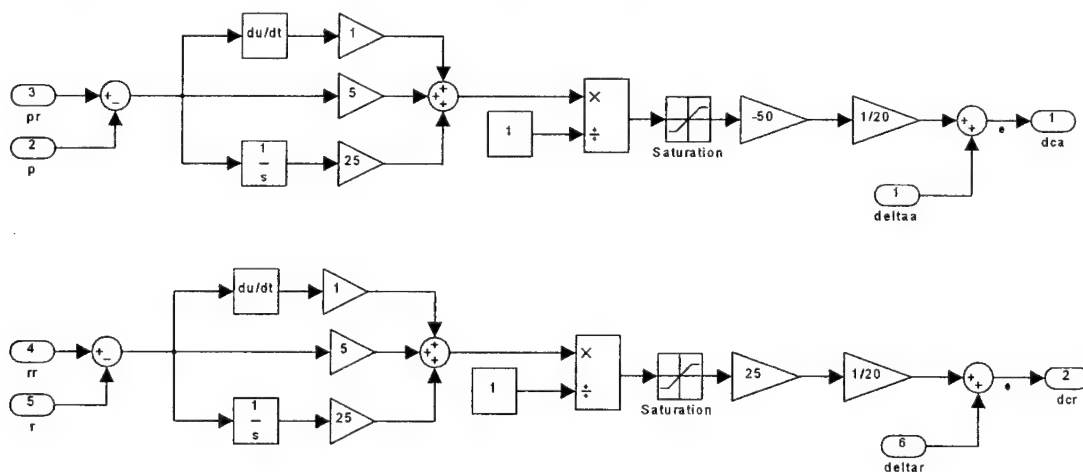 du/dt
1
3
pr
+
-
2
p
5
+
+
+
1
s
25
×
÷
1
Saturation
-50
1/20
+
+
e
1
dca
1
deltaa
du/dt
1
4
rr
+
-
5
r
5
+
+
+
1
s
25
×
÷
1
Saturation
25
1/20
+
+
e
2
dcr
6
deltar